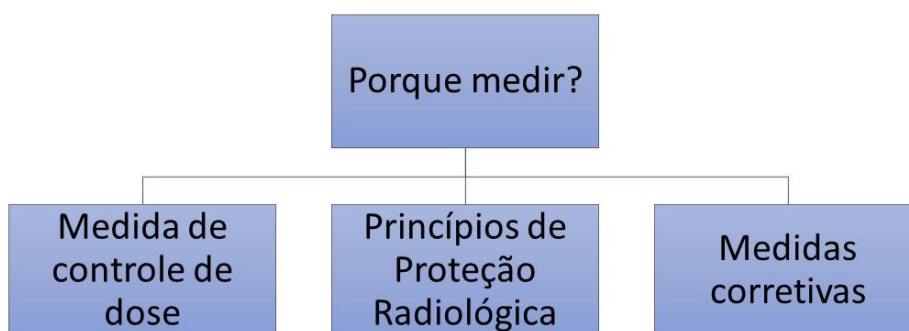 Porque medir?
Medida de
controle de
dose
Princípios de
Proteção
Radiológica
Medidas
corretivas